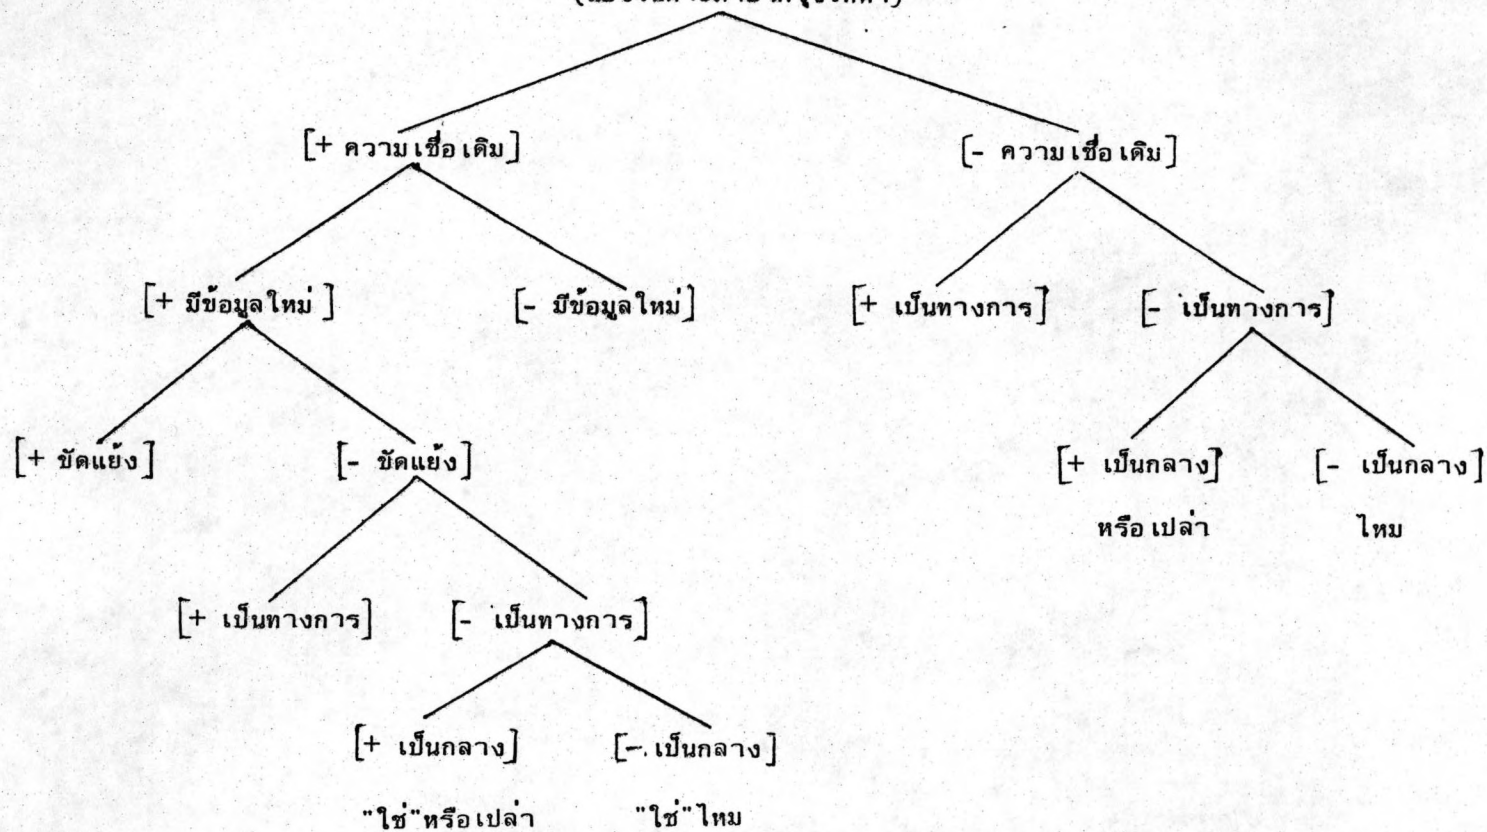 [+ ความเชื่อเดิม] [- ความเชื่อเดิม]
[+ มีข้อมูลใหม่] [- มีข้อมูลใหม่] [+ เป็นทางการ] [- เป็นทางการ]
[+ ขัดแย้ง] [- ขัดแย้ง] [+ เป็นกลาง] [- เป็นกลาง]
หรือเปล่า ไหม
[+ เป็นทางการ] [- เป็นทางการ]
[+ เป็นกลาง] [- เป็นกลาง]
"ใช่"หรือเปล่า "ใช่"ไหม